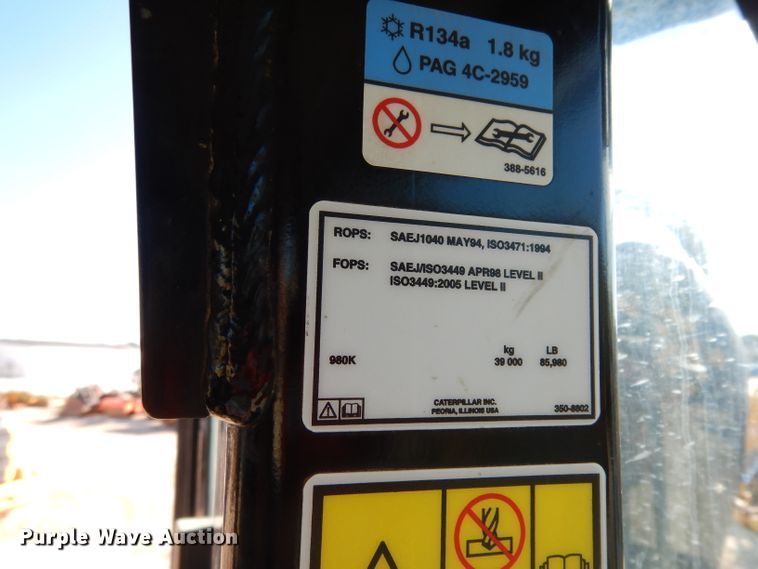 R134a 1.8 kg
PAG 4C-2959
388-5616
ROPS: SAEJ1040 MAY94, ISO3471:1994
FOPS: SAEJ/ISO3449 APR98 LEVEL II
ISO3449:2005 LEVEL II
kg LB
980K 39 000 85,980
CATERPILLAR INC.
PEORIA, ILLINOIS USA
350-8802
Purple Wave Auction